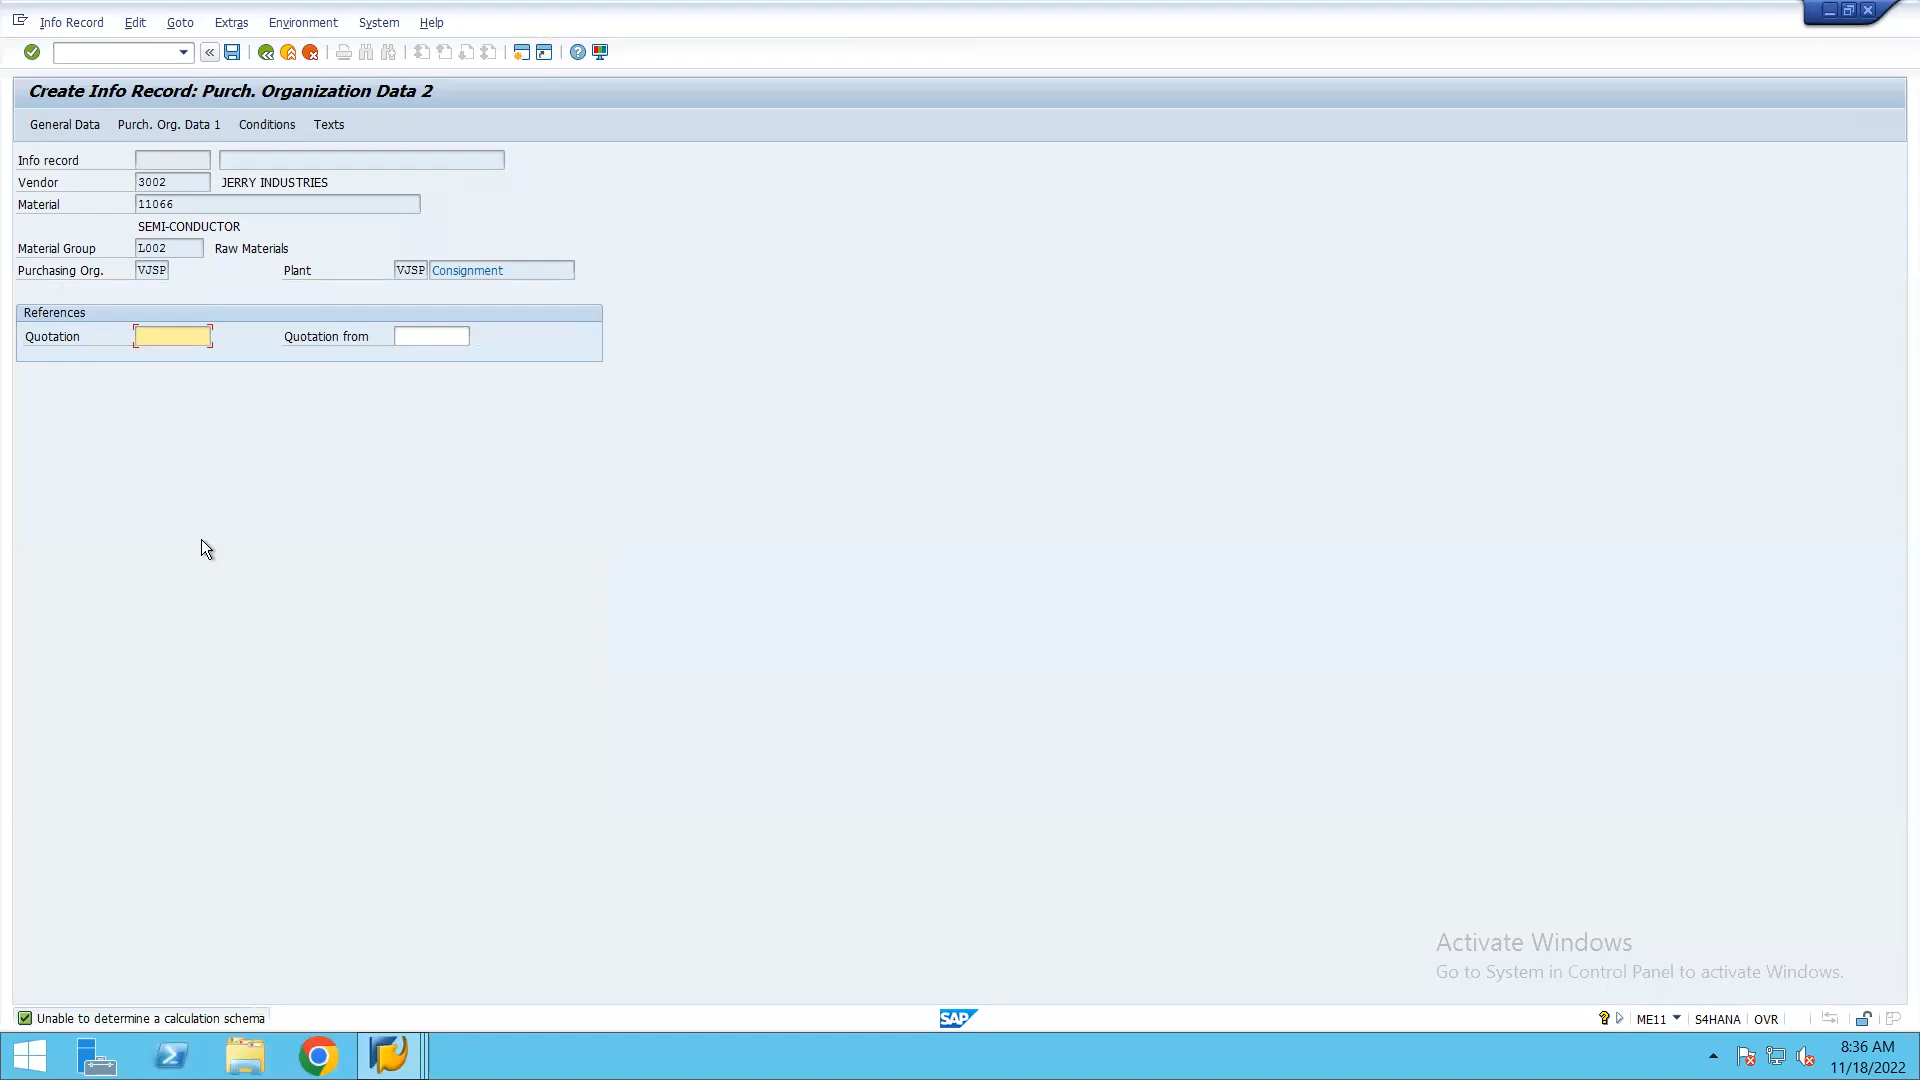 Info Record Edit Goto Extras Environment System Help
Create Info Record: Purch. Organization Data 2
General Data Purch. Org. Data 1 Conditions Texts
Info record
Vendor 3002 JERRY INDUSTRIES
Material 11066
SEMI-CONDUCTOR
Material Group L002 Raw Materials
Purchasing Org. VJSP Plant VJSP Consignment
References
Quotation Quotation from
Activate Windows
Go to System in Control Panel to activate Windows.
Unable to determine a calculation schema SAP ME11 S4HANA OVR
8:36 AM
11/18/2022